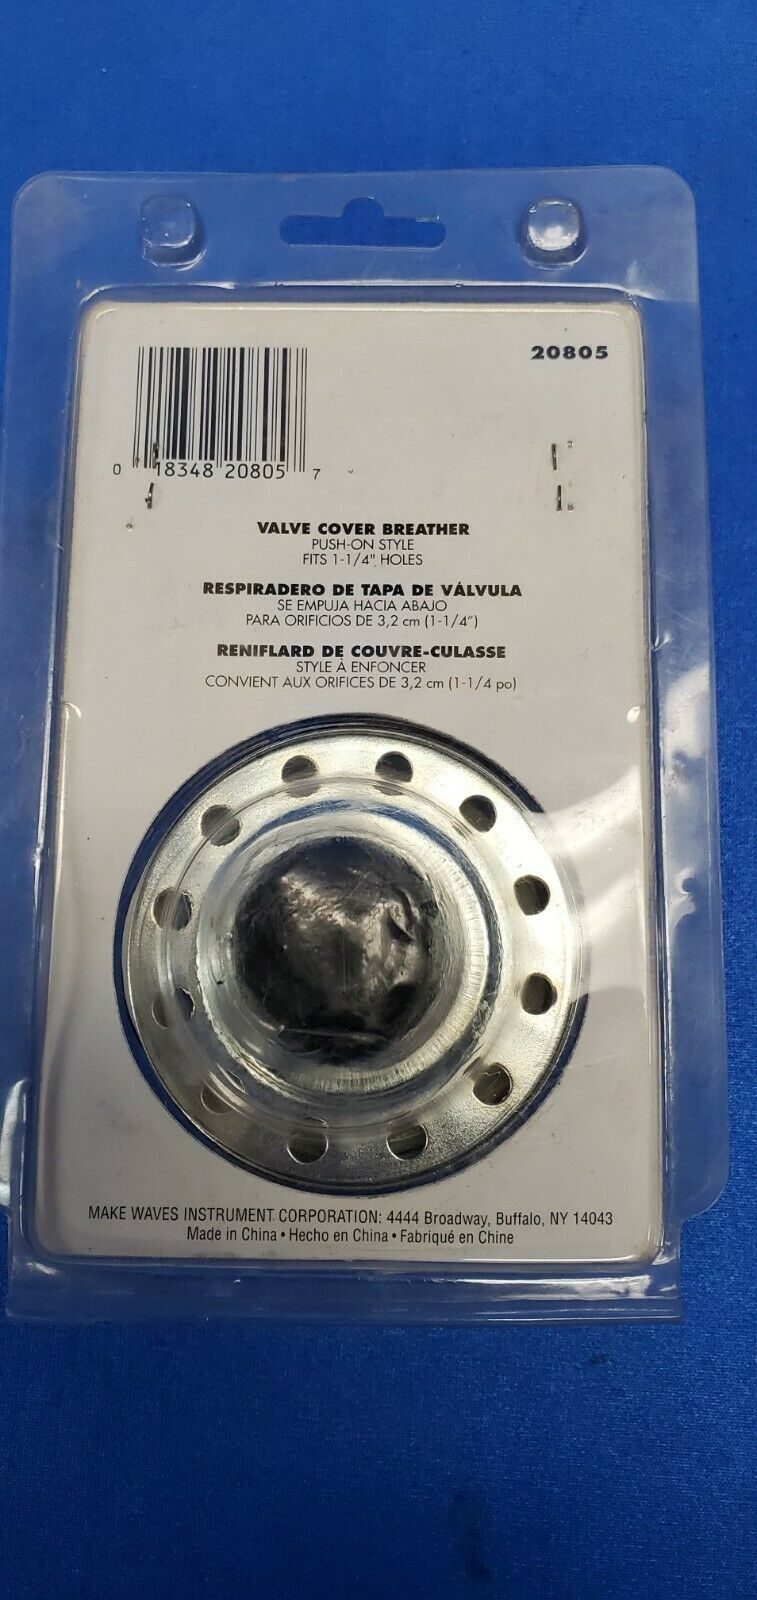 20805
0 18348 20805 7
VALVE COVER BREATHER
PUSH-ON STYLE
FITS 1-1/4" HOLES
RESPIRADERO DE TAPA DE VÁLVULA
SE EMPUJA HACIA ABAJO
PARA ORIFICIOS DE 3,2 cm (1-1/4")
RENIFLARD DE COUVRE-CULASSE
STYLE À ENFONCER
CONVIENT AUX ORIFICES DE 3,2 cm (1-1/4 po)
MAKE WAVES INSTRUMENT CORPORATION: 4444 Broadway, Buffalo, NY 14043
Made in China • Hecho en China • Fabriqué en Chine